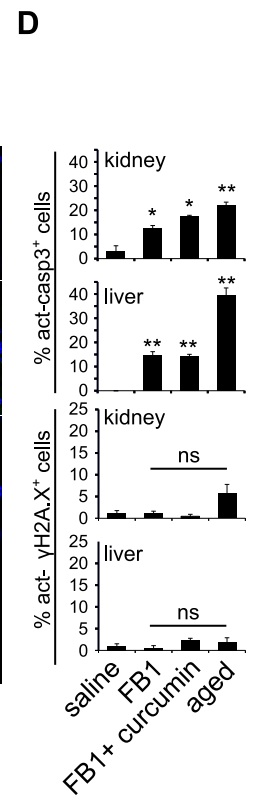 D
% act-casp3+ cells
kidney
40
30
20
10
0
* * **
liver
40
30
20
10
0
** ** **
% act- γH2A.X+ cells
kidney
25
20
15
10
5
0
ns
liver
25
20
15
10
5
0
ns
saline
FB1
FB1+ curcumin
aged